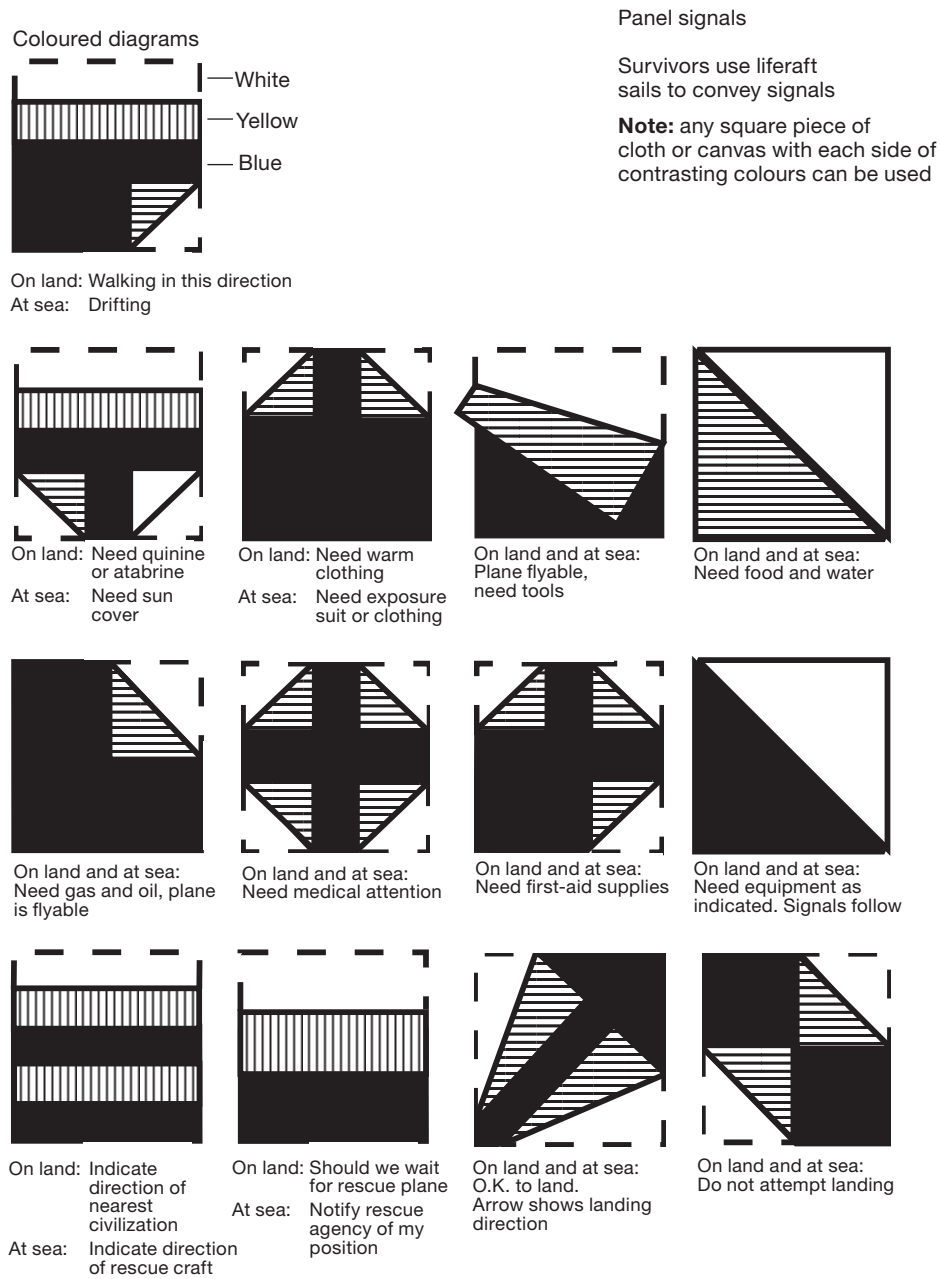 Coloured diagrams
White
Yellow
Blue
Panel signals
Survivors use liferaft
sails to convey signals
Note: any square piece of
cloth or canvas with each side of
contrasting colours can be used
On land: Walking in this direction
At sea: Drifting
On land: Need quinine
or atabrine
At sea: Need sun
cover
On land: Need warm
clothing
At sea: Need exposure
suit or clothing
On land and at sea:
Plane flyable,
need tools
On land and at sea:
Need food and water
On land and at sea:
Need gas and oil, plane
is flyable
On land and at sea:
Need medical attention
On land and at sea:
Need first-aid supplies
On land and at sea:
Need equipment as
indicated. Signals follow
On land: Indicate
direction of
nearest
civilization
At sea: Indicate direction
of rescue craft
On land: Should we wait
for rescue plane
At sea: Notify rescue
agency of my
position
On land and at sea:
O.K. to land.
Arrow shows landing
direction
On land and at sea:
Do not attempt landing